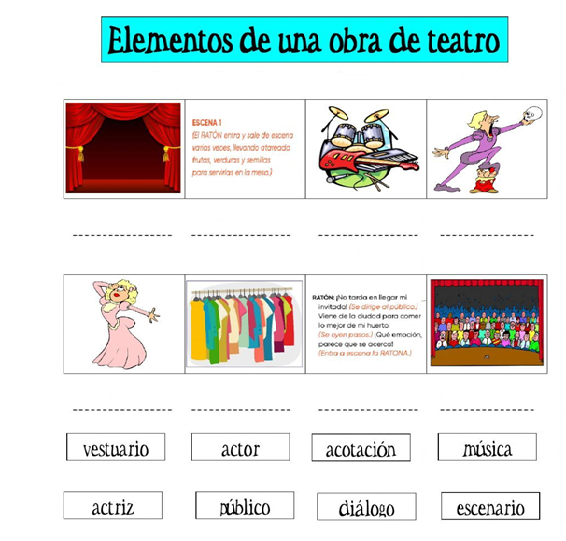 Elementos de una obra de teatro
ESCENA 1
(El RATÓN entra y sale de escena
varias veces, llevando atareado
frutas, verduras y semillas
para servirlas en la mesa.)
RATÓN: ¡No tarda en llegar mi
invitada! (Se dirige al público.)
Viene de la ciudad para comer
lo mejor de mi huerto
(Se oyen pasos.) ¡Qué emoción,
parece que se acerca!
(Entra a escena la RATONA.)
vestuario
actor
acotación
música
actriz
público
diálogo
escenario